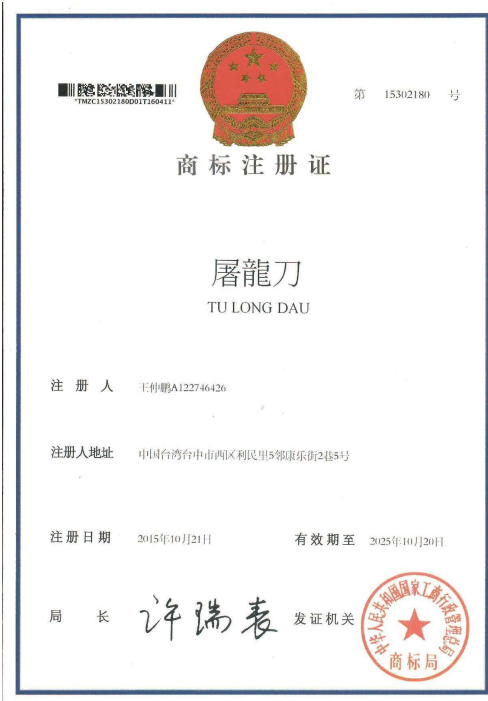 *TMZC15302180D01T160411*
第 15302180 号
商标注册证
屠龍刀
TU LONG DAU
注册人 王仲鹏A122746426
注册人地址 中国台湾台中市西区利民里5邻康乐街2巷5号
注册日期 2015年10月21日 有效期至 2025年10月20日
局长 许瑞表 发证机关
中华人民共和国国家工商行政管理总局
商标局